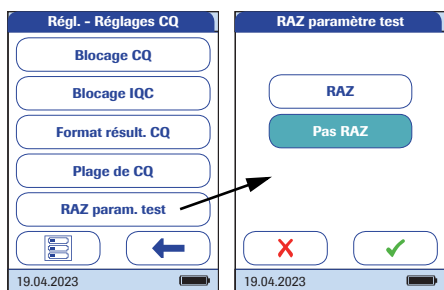 Régl. - Réglages CQ
Blocage CQ
Blocage IQC
Format résult. CQ
Plage de CQ
RAZ param. test
19.04.2023
RAZ paramètre test
RAZ
Pas RAZ
19.04.2023